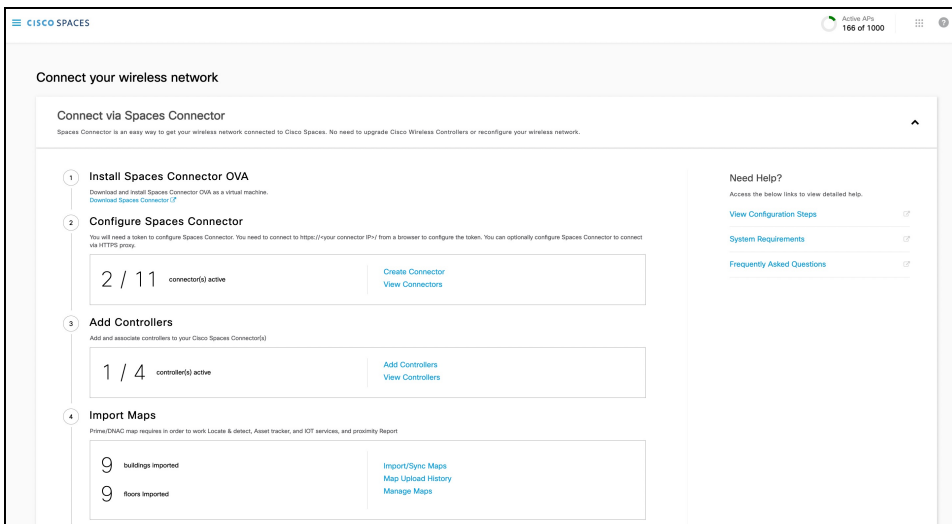 CISCO SPACES
Active APs
166 of 1000
?
Connect your wireless network
Connect via Spaces Connector
Spaces Connector is an easy way to get your wireless network connected to Cisco Spaces. No need to upgrade Cisco Wireless Controllers or reconfigure your wireless network.
1
Install Spaces Connector OVA
Download and install Spaces Connector OVA as a virtual machine.
Download Spaces Connector
2
Configure Spaces Connector
You will need a token to configure Spaces Connector. You need to connect to https://<your connector IP>/ from a browser to configure the token. You can optionally configure Spaces Connector to connect
via HTTPS proxy.
2 / 11 connector(s) active
Create Connector
View Connectors
3
Add Controllers
Add and associate controllers to your Cisco Spaces Connector(s)
1 / 4 controller(s) active
Add Controllers
View Controllers
4
Import Maps
Prime/DNAC map requires in order to work Locate & detect, Asset tracker, and IOT services, and proximity Report
9 buildings imported
9 floors Imported
Import/Sync Maps
Map Upload History
Manage Maps
Need Help?
Access the below links to view detailed help.
View Configuration Steps
System Requirements
Frequently Asked Questions